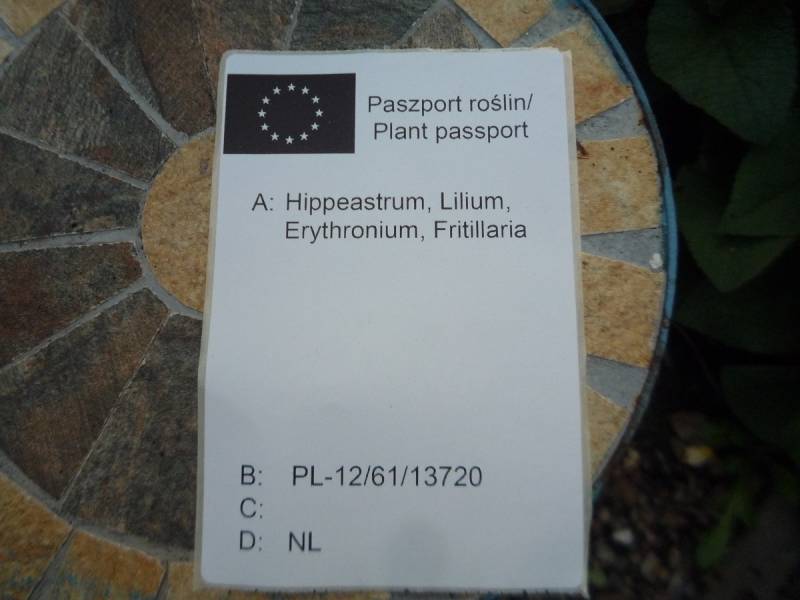 Paszport roślin/
Plant passport
A: Hippeastrum, Lilium,
Erythronium, Fritillaria
B: PL-12/61/13720
C:
D: NL